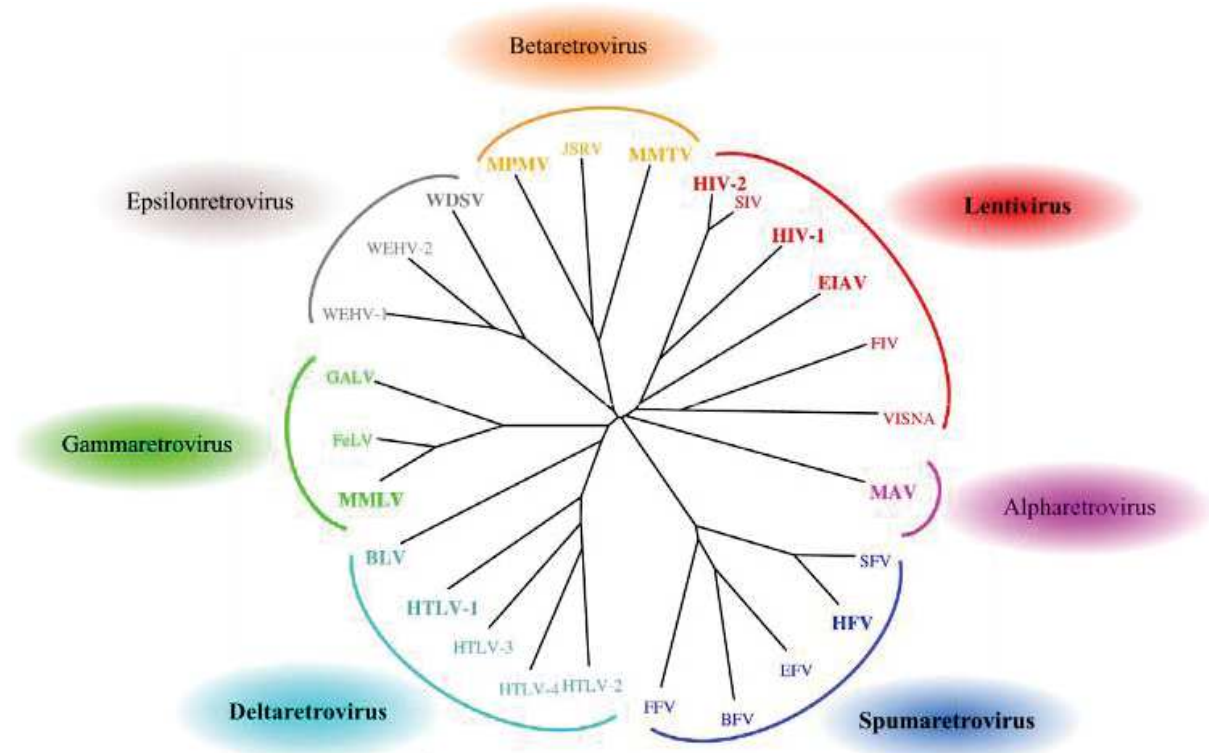 Betaretrovirus
JSRV
MPMV
MMTV
HIV-2
SIV
Epsilonretrovirus
WDSV
Lentivirus
WEHV-2
HIV-1
EIAV
WEHV-1
FIV
GALV
VISNA
FeLV
Gammaretrovirus
MMLV
MAV
Alpharetrovirus
BLV
SFV
HTLV-1
HFV
HTLV-3
EFV
HTLV-4
HTLV-2
FFV
BFV
Deltaretrovirus
Spumaretrovirus